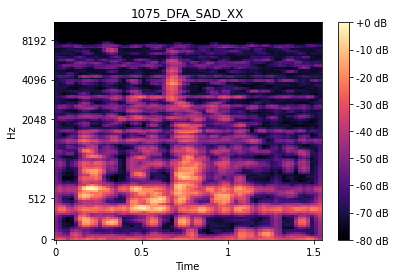 1075_DFA_SAD_XX
+0 dB
8192
-10 dB
4096
-20 dB
-30 dB
2048
Hz
-40 dB
1024
-50 dB
512
-60 dB
-70 dB
0
-80 dB
0
0.5
1
1.5
Time